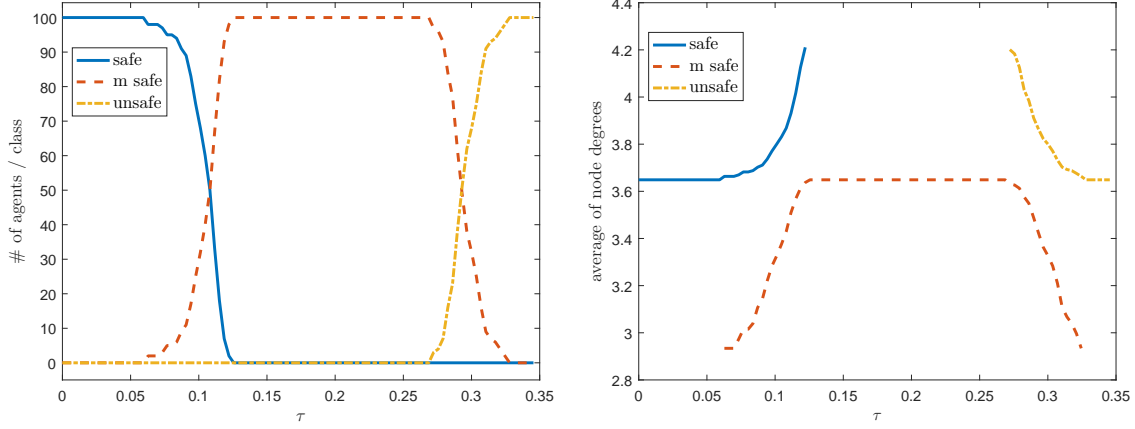 # of agents / class
100
90
80
70
60
50
40
30
20
10
0
safe
m safe
unsafe
0 0.05 0.1 0.15 0.2 0.25 0.3 0.35
τ
average of node degrees
4.4
4.2
4
3.8
3.6
3.4
3.2
3
2.8
safe
m safe
unsafe
0 0.05 0.1 0.15 0.2 0.25 0.3 0.35
τ